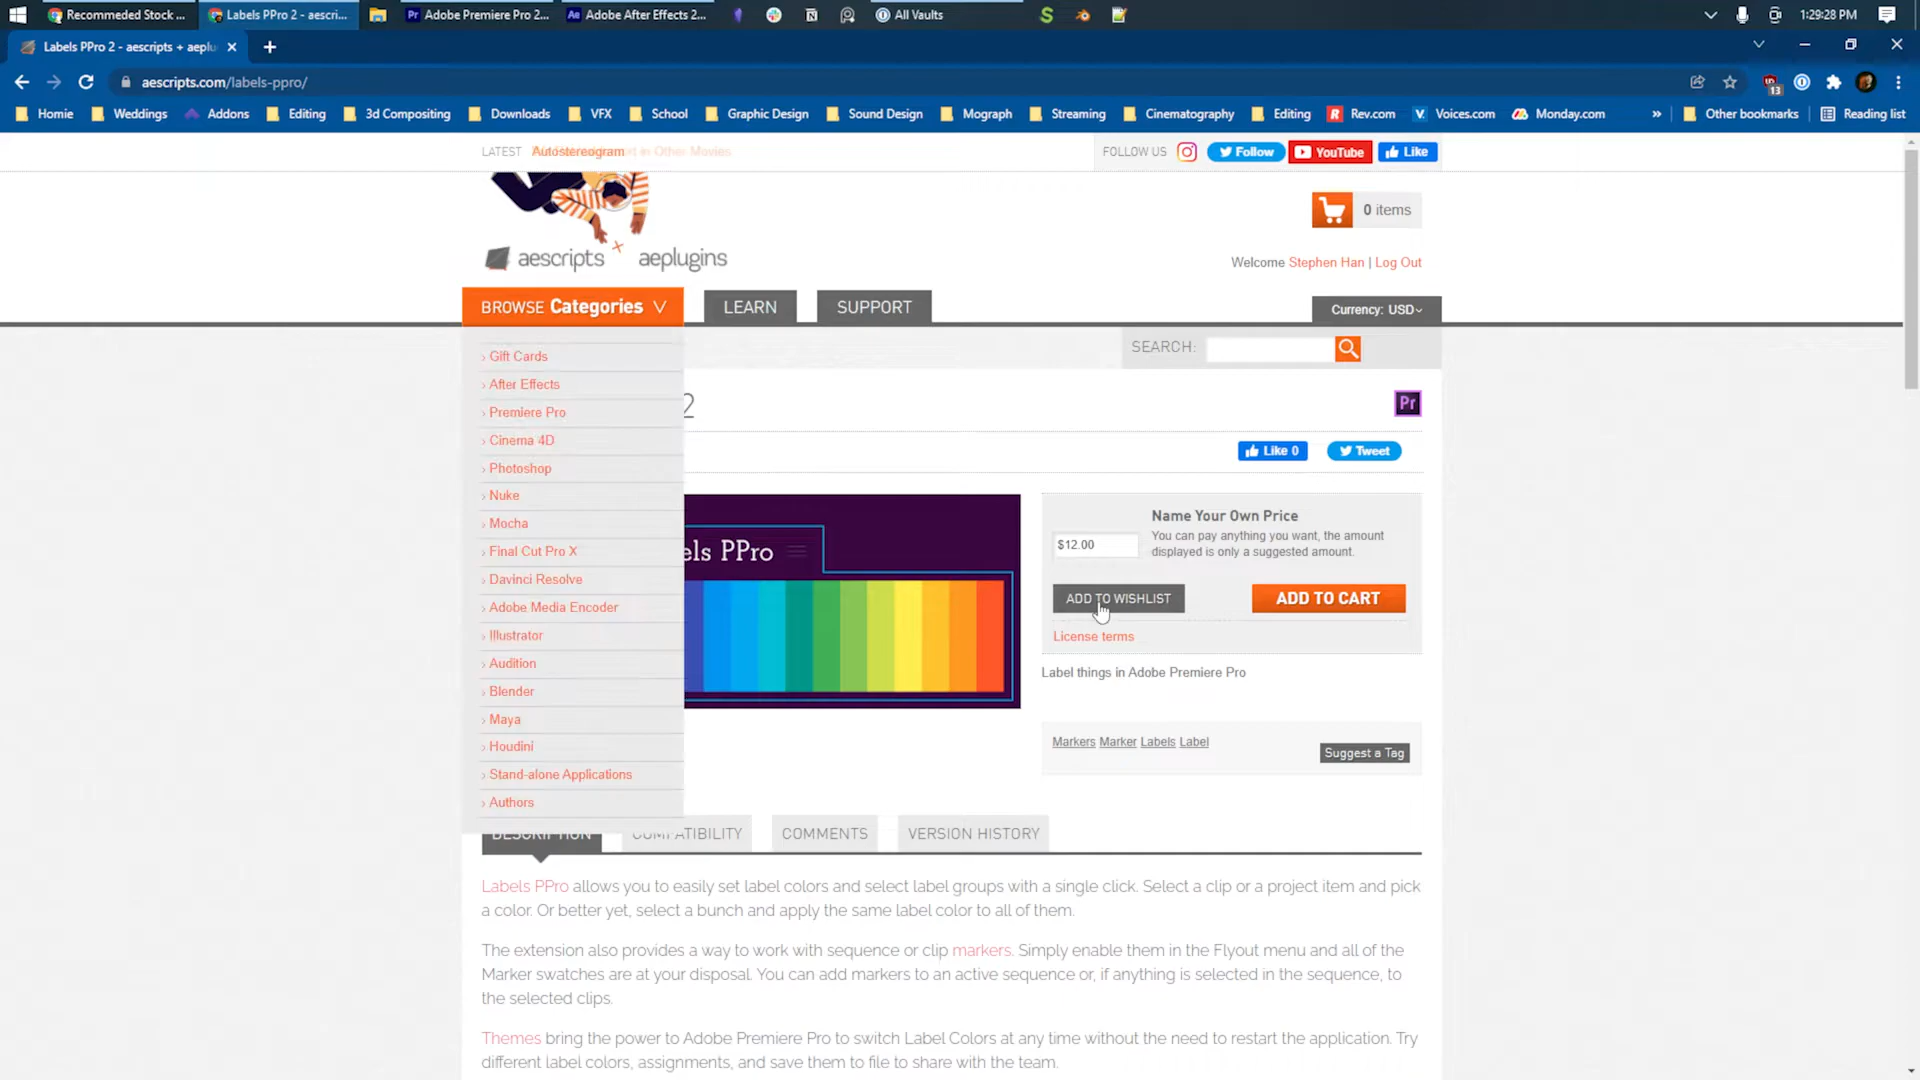 Recommeded Stock ...
Labels PPro 2 - aescri...
Adobe Premiere Pro 2...
Adobe After Effects 2...
All Vaults
1:29:28 PM
Labels PPro 2 - aescripts + aeplu
aescripts.com/labels-ppro/
13
Homie
Weddings
Addons
Editing
3d Compositing
Downloads
VFX
School
Graphic Design
Sound Design
Mograph
Streaming
Cinematography
Editing
Rev.com
Voices.com
Monday.com
Other bookmarks
Reading list
LATEST Autostereogram in Other Movies
FOLLOW US Follow YouTube Like
0 items
aescripts + aeplugins
Welcome Stephen Han | Log Out
BROWSE Categories
LEARN
SUPPORT
Currency: USD
SEARCH:
Gift Cards
After Effects
Premiere Pro
Cinema 4D
Photoshop
Nuke
Mocha
Final Cut Pro X
Davinci Resolve
Adobe Media Encoder
Illustrator
Audition
Blender
Maya
Houdini
Stand-alone Applications
Authors
2
Pr
Like 0
Tweet
els PPro
Name Your Own Price
$12.00
You can pay anything you want, the amount
displayed is only a suggested amount.
ADD TO WISHLIST
ADD TO CART
License terms
Label things in Adobe Premiere Pro
Markers Marker Labels Label
Suggest a Tag
DESCRIPTION
COMPATIBILITY
COMMENTS
VERSION HISTORY
Labels PPro allows you to easily set label colors and select label groups with a single click. Select a clip or a project item and pick
a color. Or better yet, select a bunch and apply the same label color to all of them.
The extension also provides a way to work with sequence or clip markers. Simply enable them in the Flyout menu and all of the
Marker swatches are at your disposal. You can add markers to an active sequence or, if anything is selected in the sequence, to
the selected clips.
Themes bring the power to Adobe Premiere Pro to switch Label Colors at any time without the need to restart the application. Try
different label colors, assignments, and save them to file to share with the team.